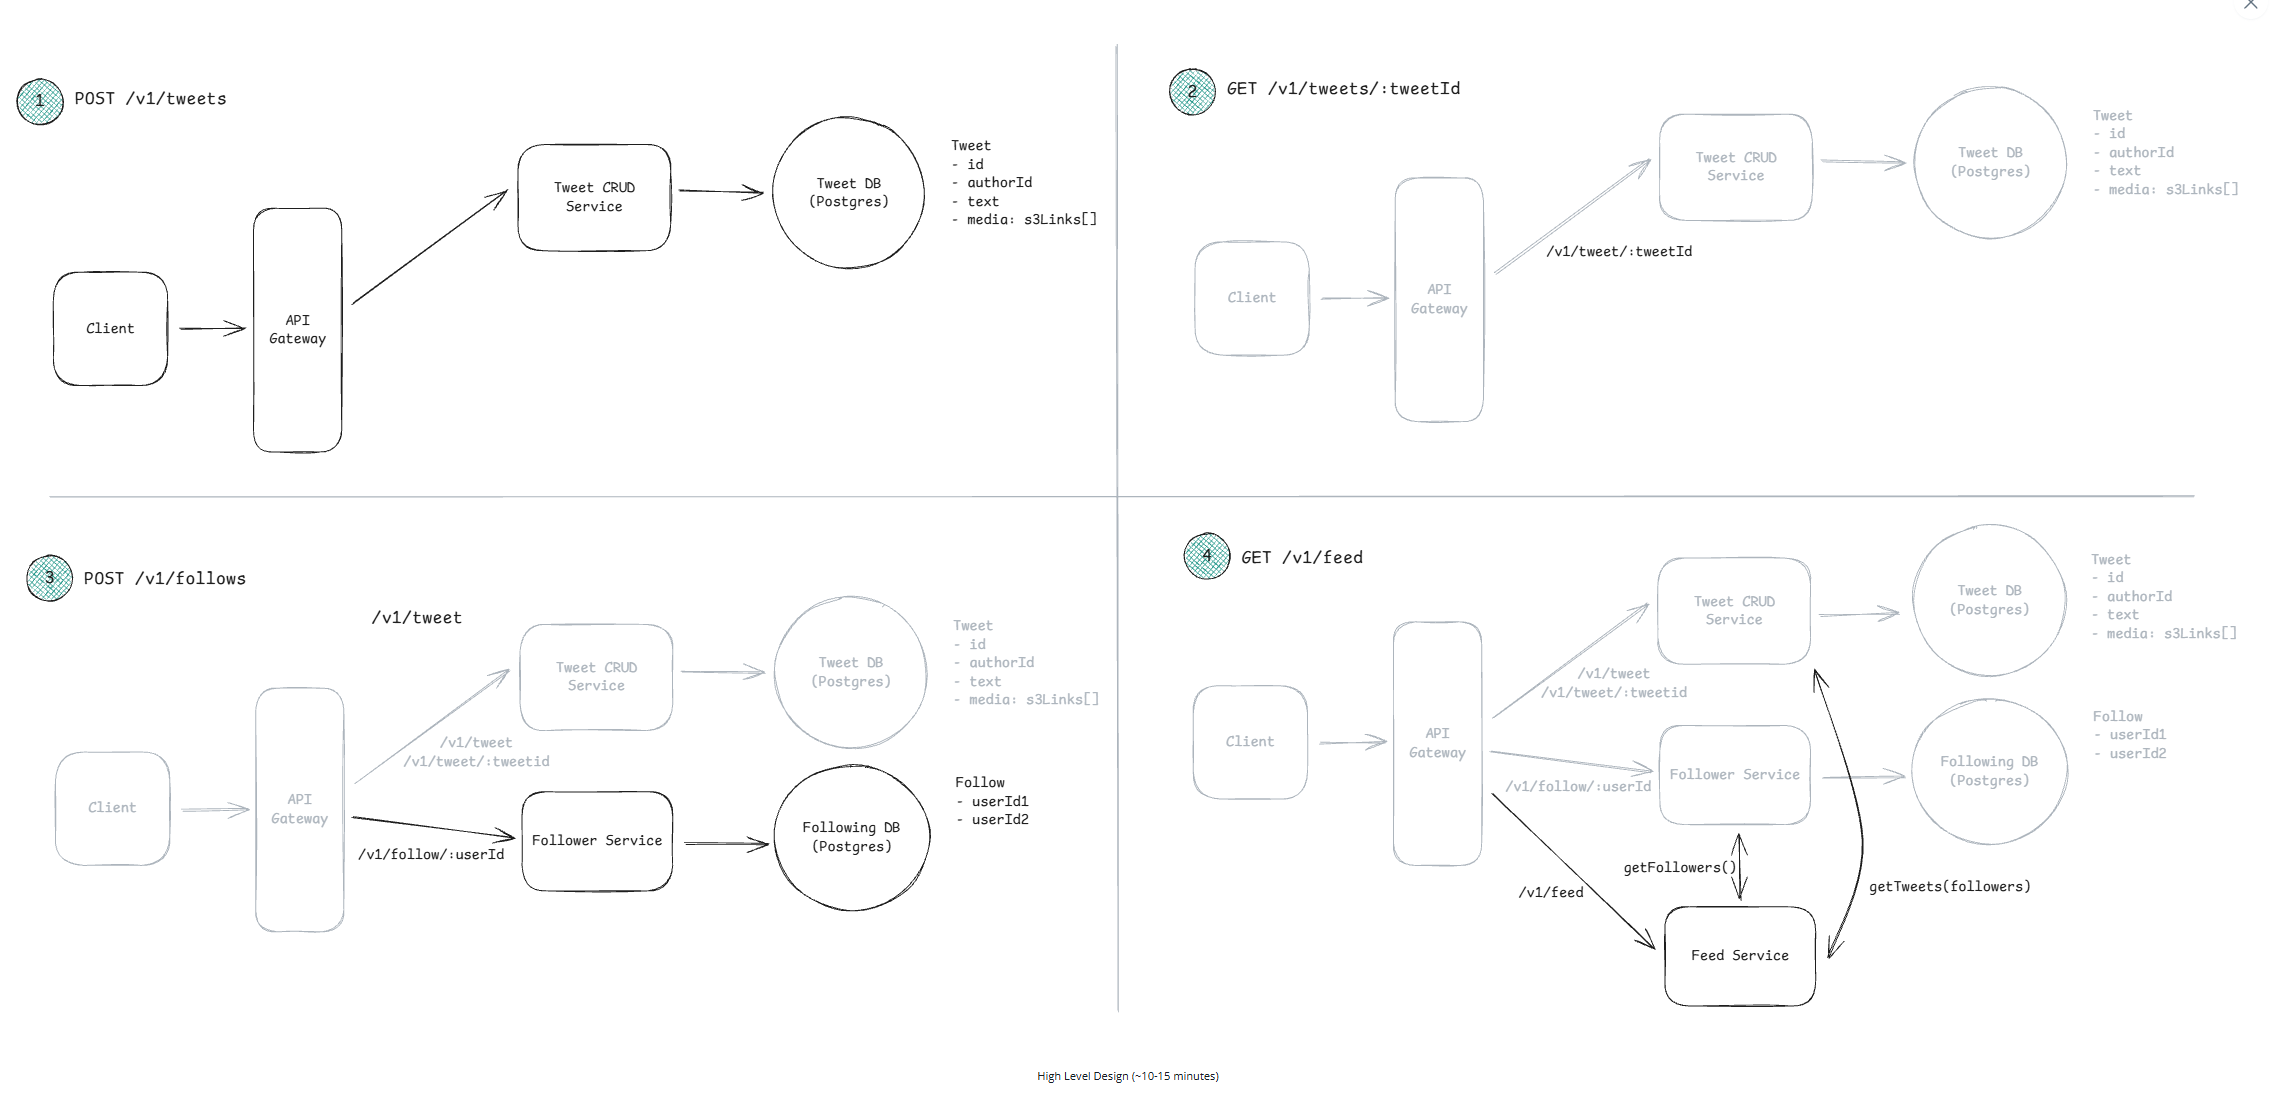 1
POST /v1/tweets
Client
API
Gateway
Tweet CRUD
Service
Tweet DB
(Postgres)
Tweet
- id
- authorId
- text
- media: s3Links[]
2
GET /v1/tweets/:tweetId
Client
API
Gateway
/v1/tweet/:tweetId
Tweet CRUD
Service
Tweet DB
(Postgres)
Tweet
- id
- authorId
- text
- media: s3Links[]
3
POST /v1/follows
/v1/tweet
Client
API
Gateway
Tweet CRUD
Service
Tweet DB
(Postgres)
Tweet
- id
- authorId
- text
- media: s3Links[]
/v1/tweet
/v1/tweet/:tweetid
/v1/follow/:userId
Follower Service
Following DB
(Postgres)
Follow
- userId1
- userId2
4
GET /v1/feed
Client
API
Gateway
Tweet CRUD
Service
Tweet DB
(Postgres)
Tweet
- id
- authorId
- text
- media: s3Links[]
/v1/tweet
/v1/tweet/:tweetid
/v1/follow/:userId
Follower Service
Following DB
(Postgres)
Follow
- userId1
- userId2
getFollowers()
getTweets(followers)
/v1/feed
Feed Service
High Level Design (~10-15 minutes)